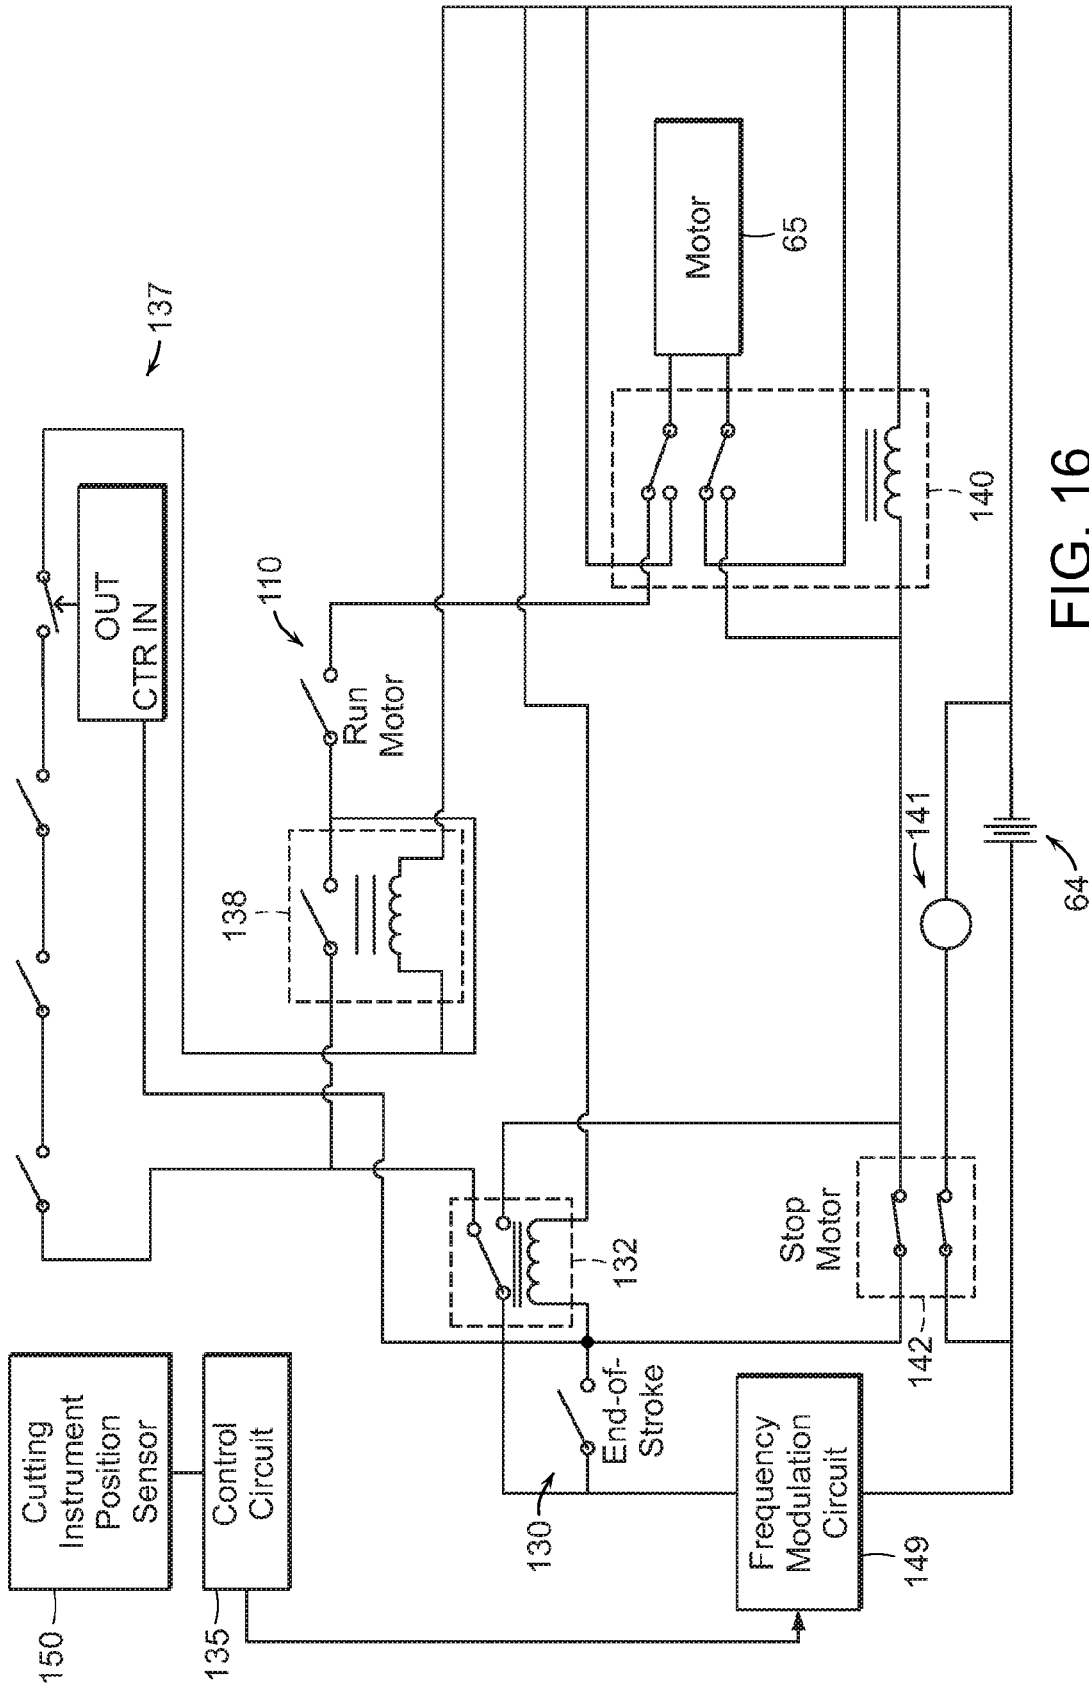 150
Cutting
Instrument
Position
Sensor
135
Control
Circuit
137
OUT
CTR IN
138
110
Run
Motor
130
End-of-
Stroke
132
Motor
65
140
Frequency
Modulation
Circuit
149
Stop
Motor
142
141
64
FIG. 16